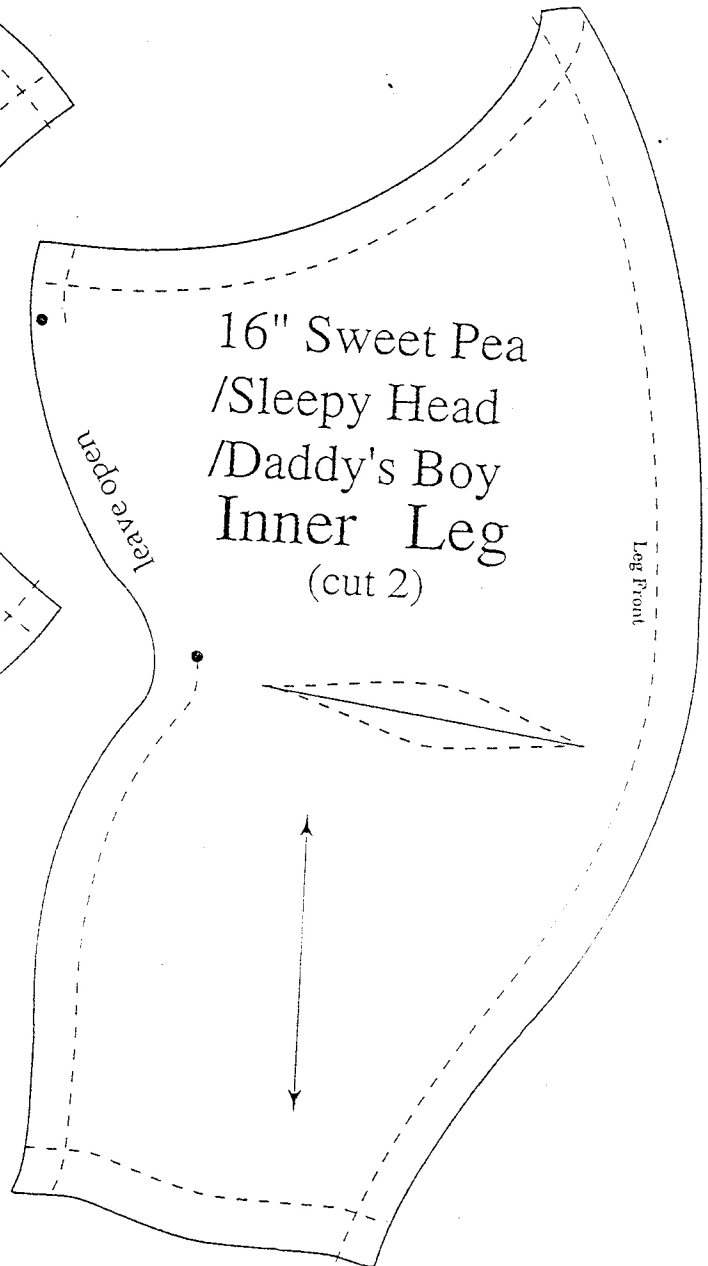 16" Sweet Pea
/Sleepy Head
/Daddy's Boy
Inner Leg
(cut 2)
leave open
Leg Front